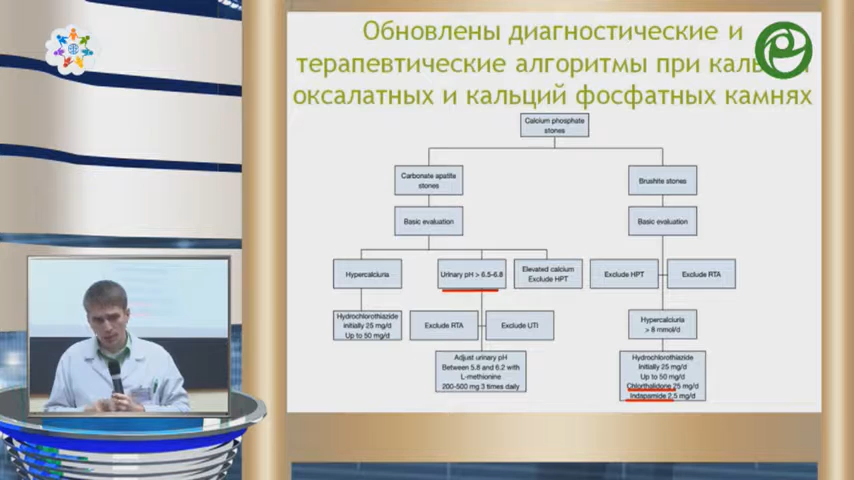 Обновлены диагностические и
терапевтические алгоритмы при
оксалатных и кальций фосфатных камнях
Calcium phosphate
stones
Carbonate apatite
stones
Brushite stones
Basic evaluation
Basic evaluation
Hypercalciuria
Urinary pH > 6.5-6.8
Elevated calcium
Exclude HPT
Exclude HPT
Exclude RTA
Hydrochlorothiazide
initially 25 mg/d
Up to 50 mg/d
Exclude RTA
Exclude UTI
Hypercalciuria
> 8 mmol/d
Adjust urinary pH
Between 5.8 and 6.2 with
L-methionine
200-500 mg 3 times daily
Hydrochlorothiazide
Initially 25 mg/d
Up to 50 mg/d
Chlorthalidone 25 mg/d
Indapamide 2.5 mg/d